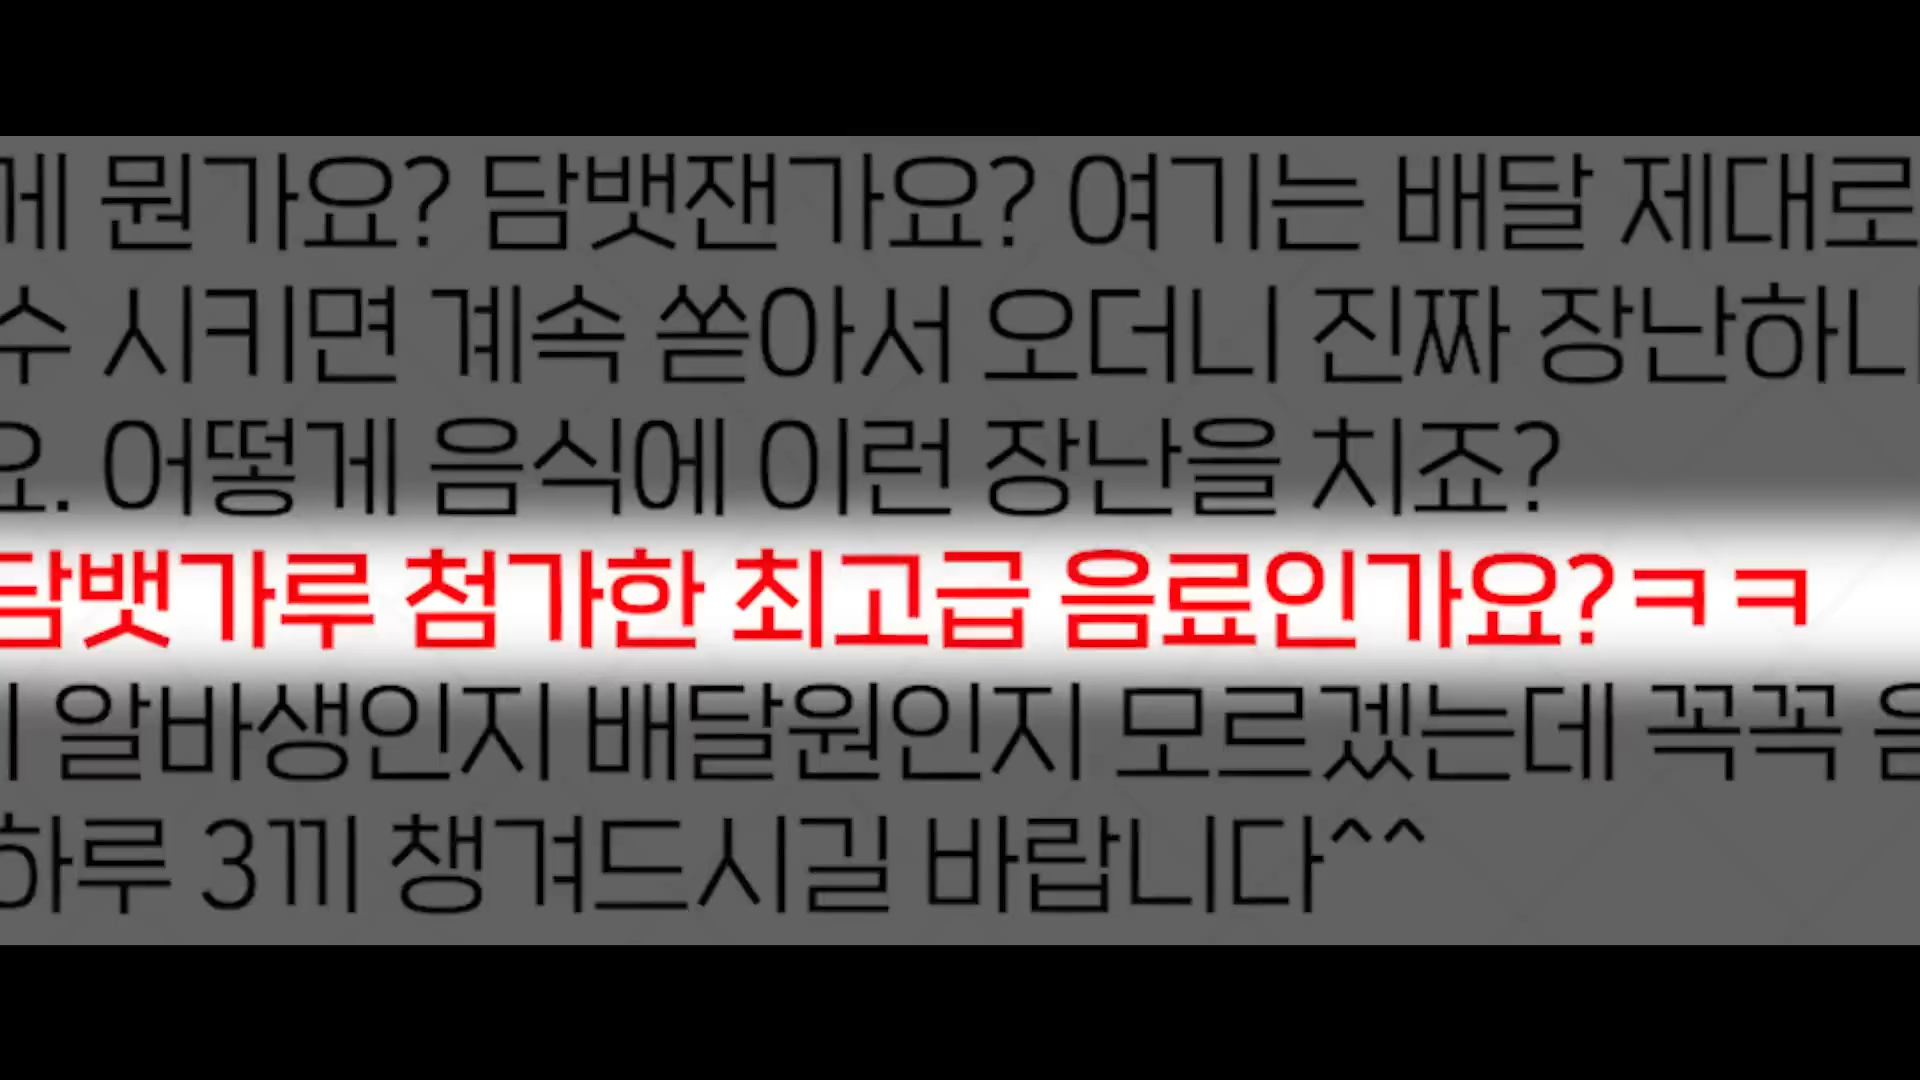 게 뭔가요? 담뱃잰가요? 여기는 배달 제대로
수 시키면 계속 쏟아서 오더니 진짜 장난하니
요. 어떻게 음식에 이런 장난을 치죠?
담뱃가루 첨가한 최고급 음료인가요?ㅋㅋ
알바생인지 배달원인지 모르겠는데 꼭꼭
하루 3끼 챙겨드시길 바랍니다^^